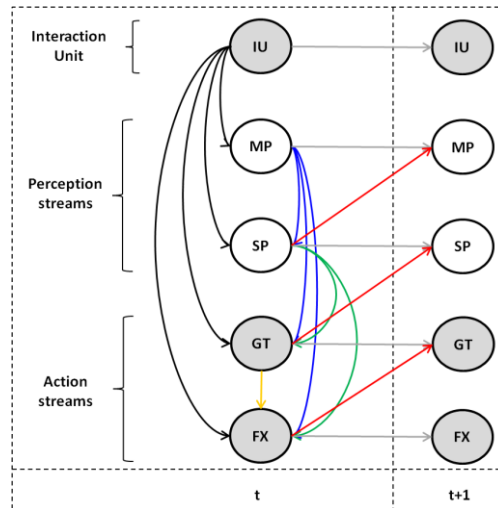 Interaction
Unit
IU
IU
MP
MP
Perception
streams
SP
SP
GT
GT
Action
streams
FX
FX
t
t+1